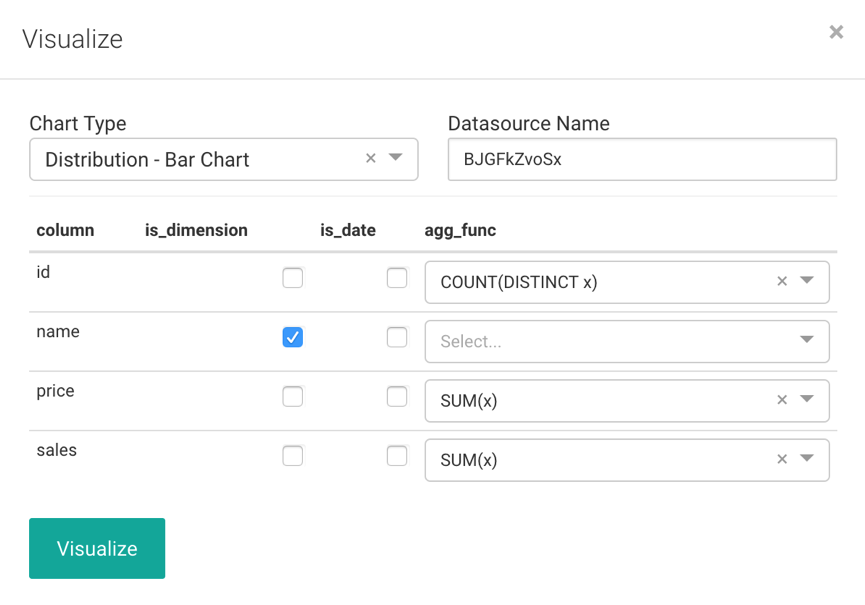 Visualize ×
Chart Type Datasource Name
Distribution - Bar Chart × BJGFkZvoSx
column is_dimension is_date agg_func
id COUNT(DISTINCT x) ×
name Select...
price SUM(x) ×
sales SUM(x) ×
Visualize